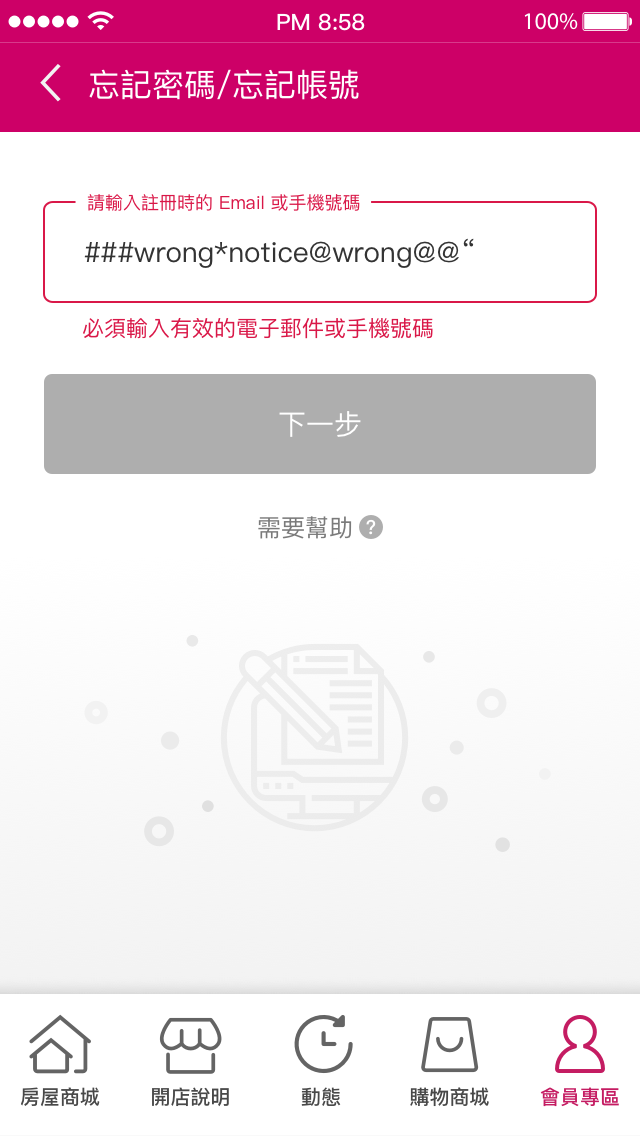 PM 8:58 100%
忘記密碼/忘記帳號
請輸入註冊時的 Email 或手機號碼
###wrong*notice@wrong@@“
必須輸入有效的電子郵件或手機號碼
下一步
需要幫助 ?
房屋商城 開店說明 動態 購物商城 會員專區